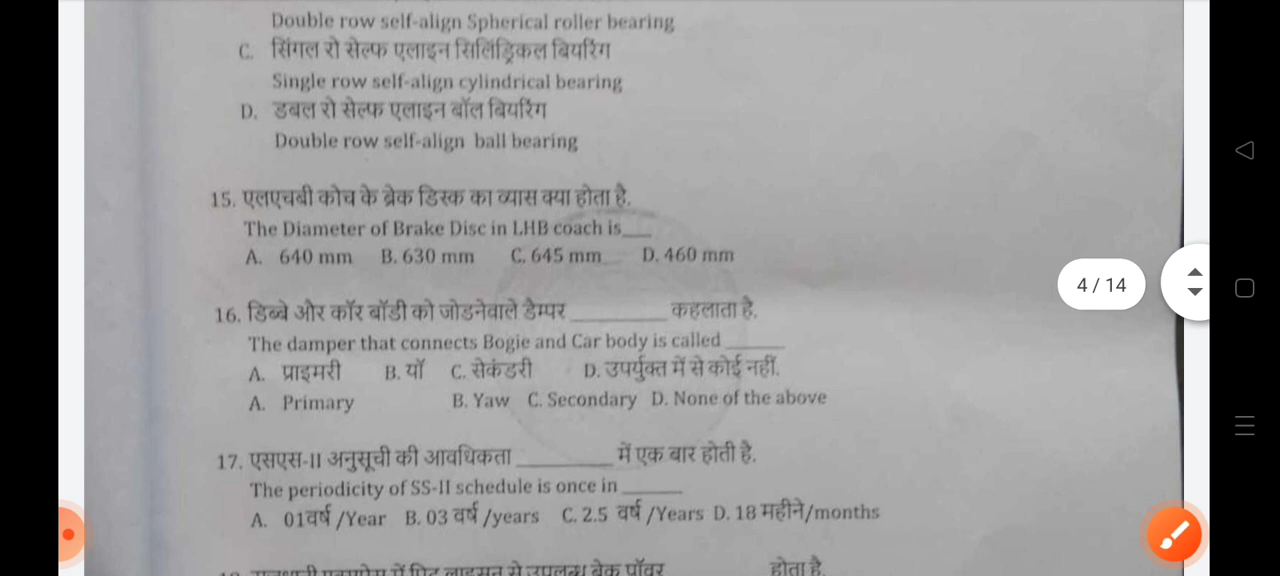 Double row self-align Spherical roller bearing
C. सिंगल रो सेल्फ एलाइन सिलिंड्रिकल बियरिंग
Single row self-align cylindrical bearing
D. डबल रो सेल्फ एलाइन बॉल बियरिंग
Double row self-align ball bearing
15. एलएचबी कोच के ब्रेक डिस्क का व्यास क्या होता है.
The Diameter of Brake Disc in LHB coach is___
A. 640 mm B. 630 mm C. 645 mm D. 460 mm
4 / 14
16. डिब्बे और कॉर बॉडी को जोडनेवाले डैम्पर _________ कहलाता है.
The damper that connects Bogie and Car body is called ______
A. प्राइमरी B. यॉ C. सेकंडरी D. उपर्युक्त में से कोई नहीं.
A. Primary B. Yaw C. Secondary D. None of the above
17. एसएस-II अनुसूची की आवधिकता _________ में एक बार होती है.
The periodicity of SS-II schedule is once in ______
A. 01वर्ष /Year B. 03 वर्ष /years C. 2.5 वर्ष /Years D. 18 महीने/months
होता है.